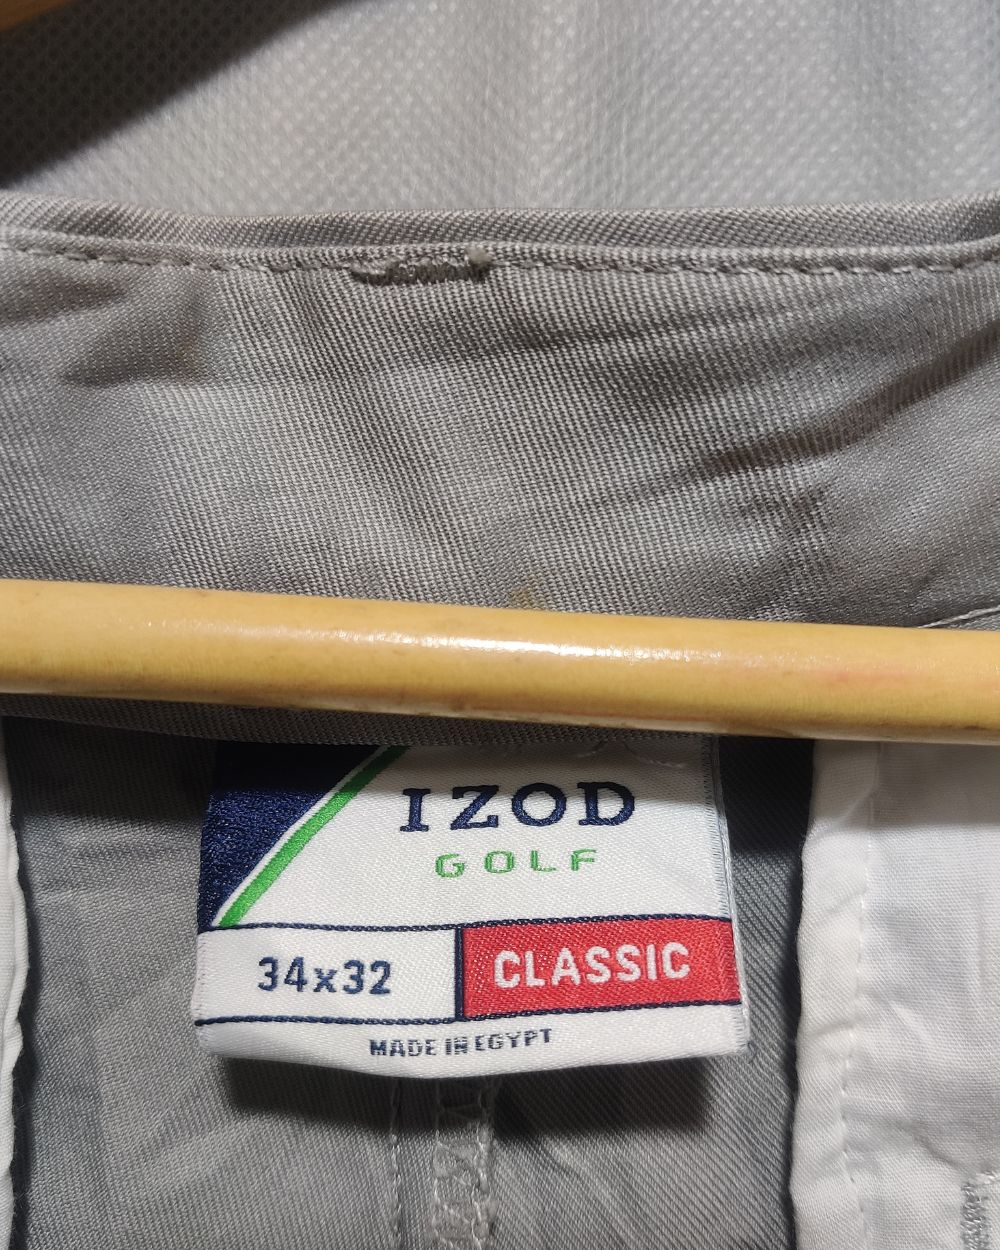 IZOD
GOLF
34x32 CLASSIC
MADE IN EGYPT